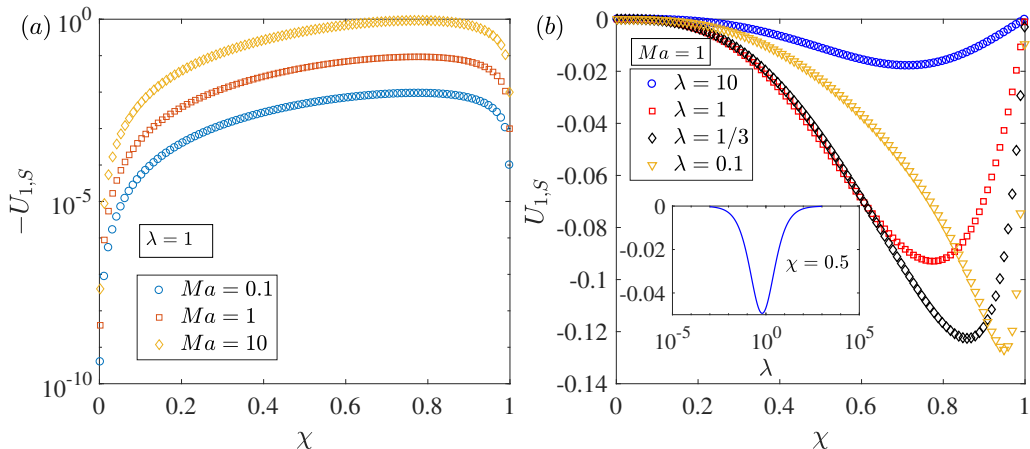 (a)
10^0
10^-5
10^-10
−U_{1,S}
λ = 1
Ma = 0.1
Ma = 1
Ma = 10
0
0.2
0.4
0.6
0.8
1
χ
(b)
0
-0.02
-0.04
-0.06
-0.08
-0.1
-0.12
-0.14
U_{1,S}
Ma = 1
λ = 10
λ = 1
λ = 1/3
λ = 0.1
0
-0.02
-0.04
χ = 0.5
10^-5
10^0
10^5
λ
0
0.2
0.4
0.6
0.8
1
χ